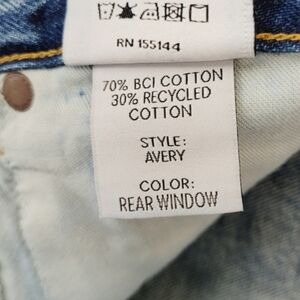 RN 155144
70% BCI COTTON
30% RECYCLED
COTTON
STYLE:
AVERY
COLOR:
REAR WINDOW